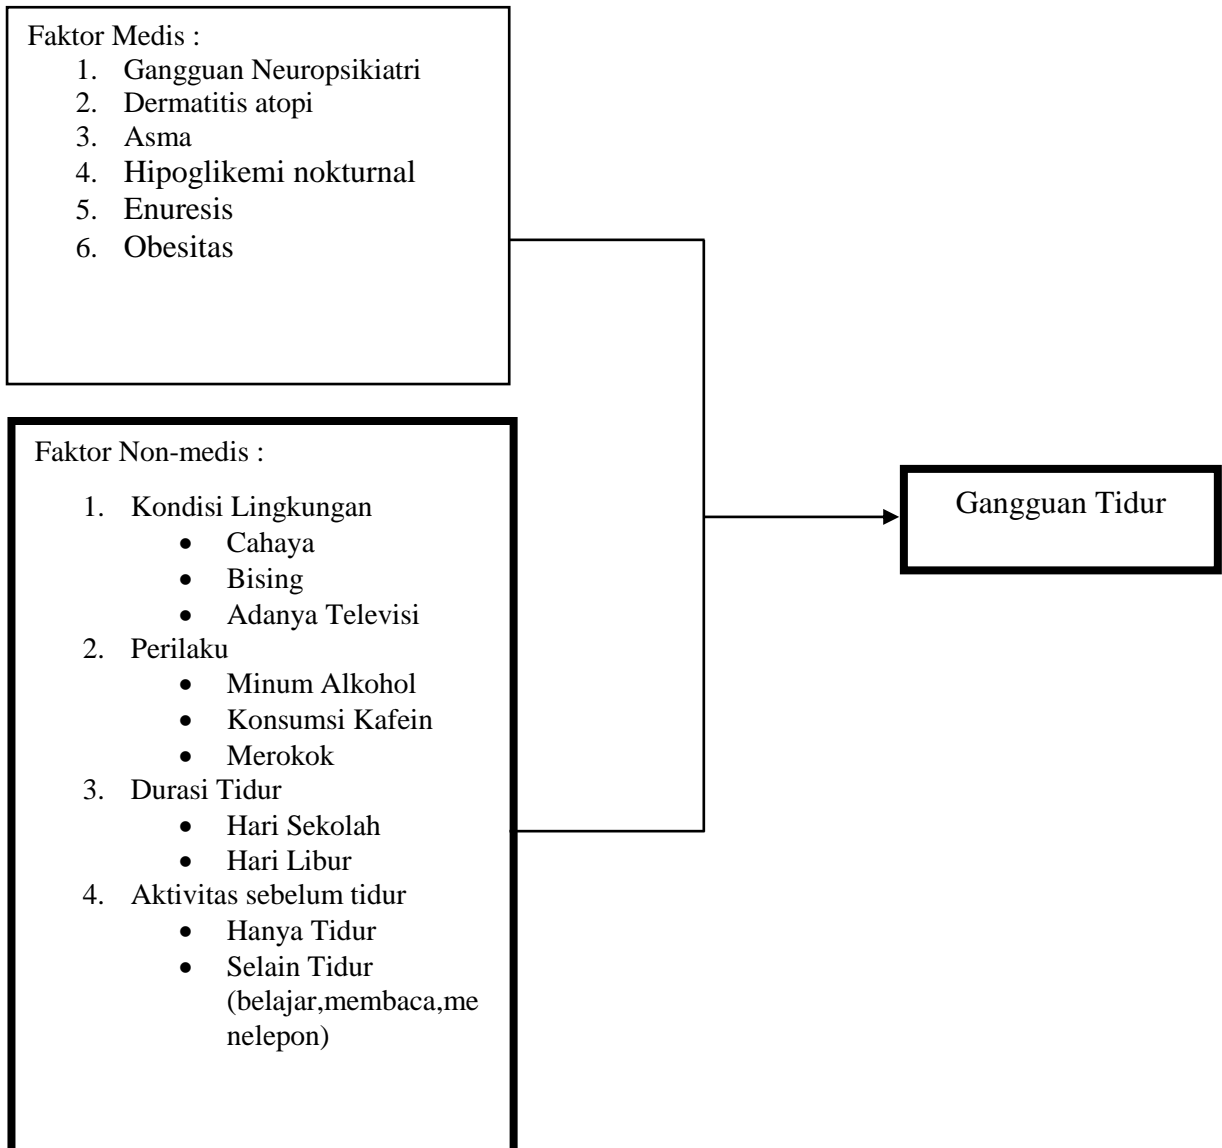 Faktor Medis :
1. Gangguan Neuropsikiatri
2. Dermatitis atopi
3. Asma
4. Hipoglikemi nokturnal
5. Enuresis
6. Obesitas
Faktor Non-medis :
1. Kondisi Lingkungan
• Cahaya
• Bising
• Adanya Televisi
2. Perilaku
• Minum Alkohol
• Konsumsi Kafein
• Merokok
3. Durasi Tidur
• Hari Sekolah
• Hari Libur
4. Aktivitas sebelum tidur
• Hanya Tidur
• Selain Tidur
(belajar,membaca,me
nelepon)
Gangguan Tidur